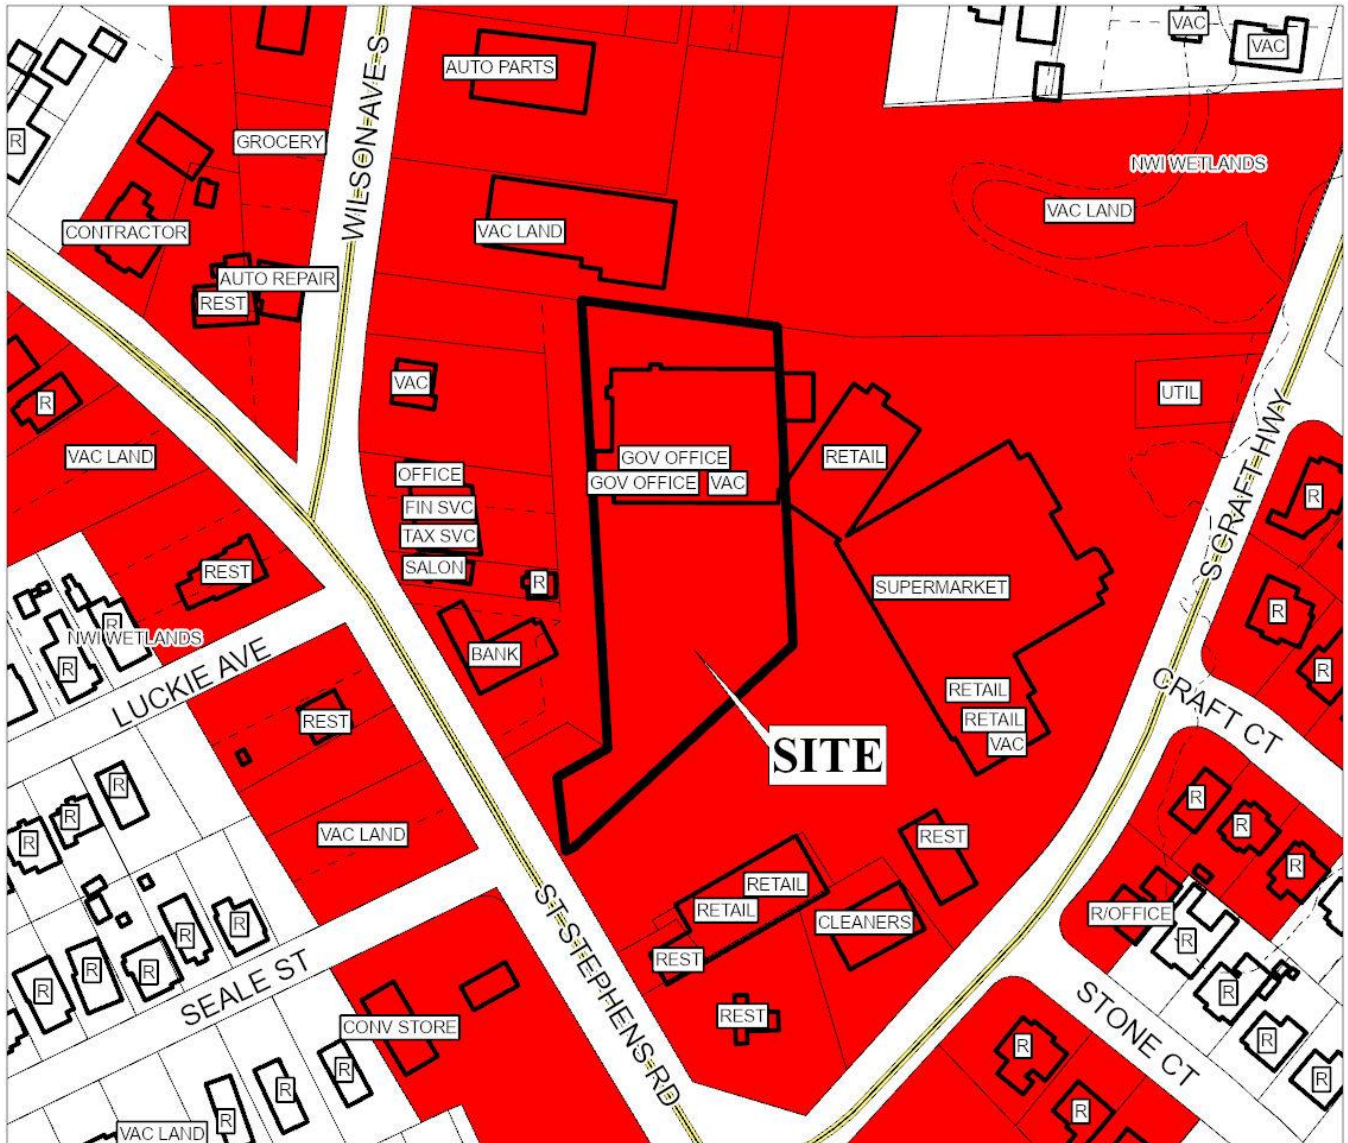 VAC
VAC
AUTO PARTS
R
GROCERY
WILSON AVE S
NWI WETLANDS
VAC LAND
CONTRACTOR
VAC LAND
AUTO REPAIR
REST
VAC
UTIL
R
S CRAFT HWY
VAC LAND
GOV OFFICE
RETAIL
OFFICE
GOV OFFICE
VAC
R
FIN SVC
TAX SVC
SALON
REST
R
SUPERMARKET
R
R
NWI WETLANDS
R
BANK
R
LUCKIE AVE
RETAIL
CRAFT CT
REST
RETAIL
VAC
SITE
R
R
R
R
R
VAC LAND
REST
R
RETAIL
RETAIL
R/OFFICE
CLEANERS
R
R
R
ST STEPHENS RD
REST
R
R
R
R
SEALE ST
STONE CT
REST
CONV STORE
R
R
R
R
R
R
R
VAC LAND